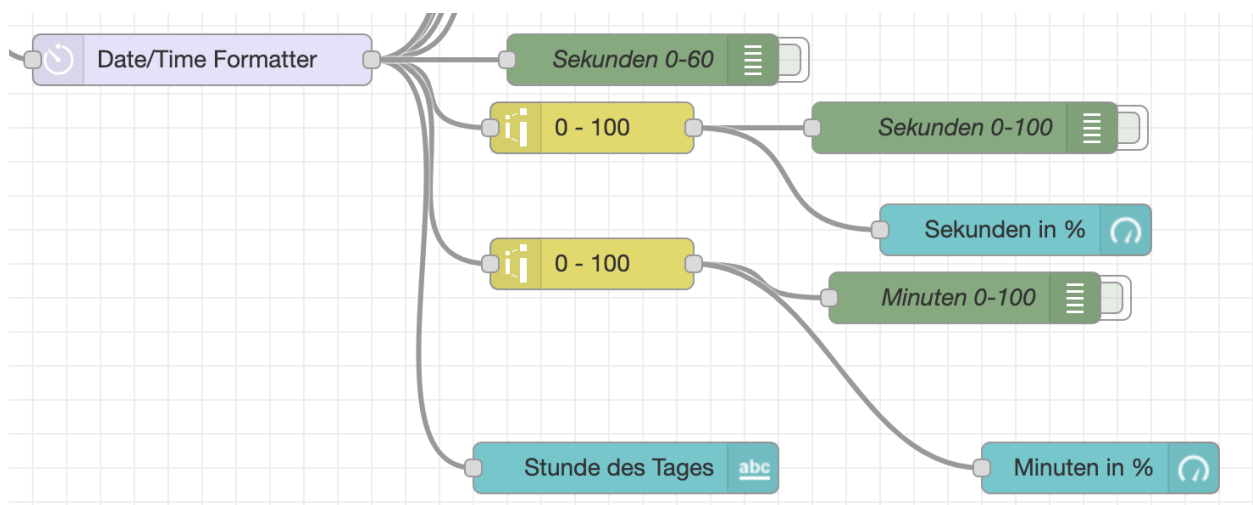 Date/Time Formatter
Sekunden 0-60
0 - 100
Sekunden 0-100
Sekunden in %
0 - 100
Minuten 0-100
Stunde des Tages
abc
Minuten in %